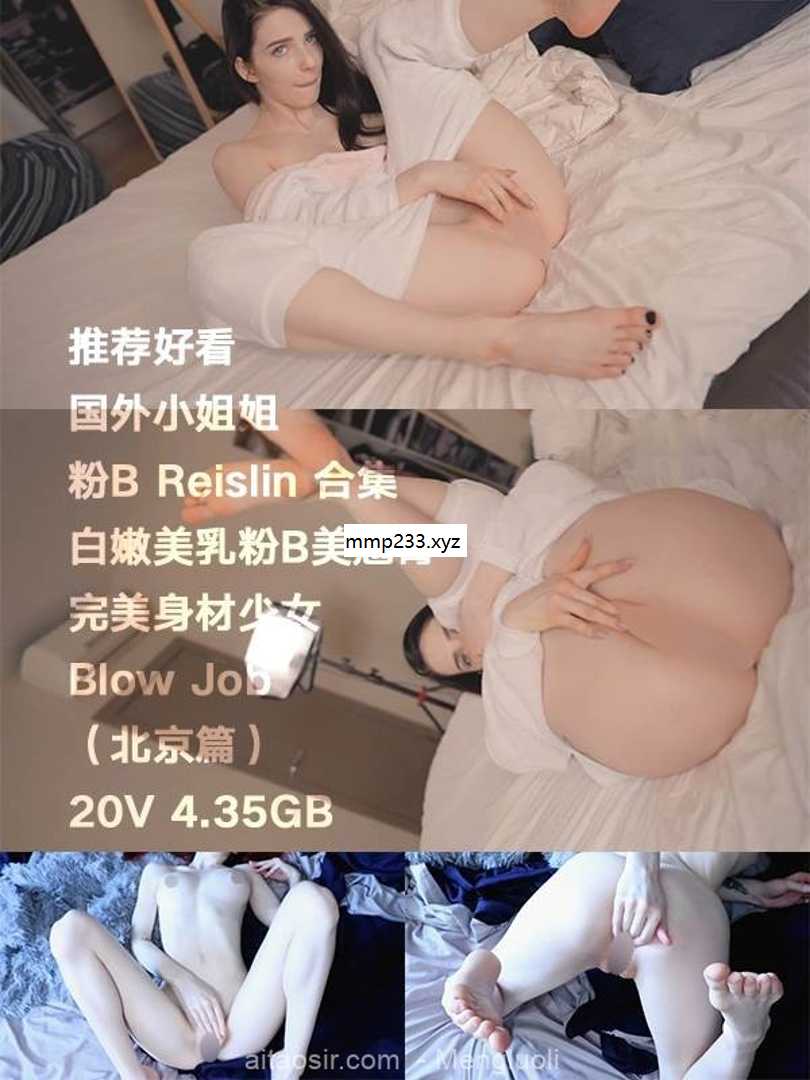 推荐好看
国外小姐姐
粉B Reislin 合集
白嫩美乳粉B美
mmp233.xyz
完美身材少女
Blow Job
（北京篇）
20V 4.35GB
aitaosir.com - Mengluoli